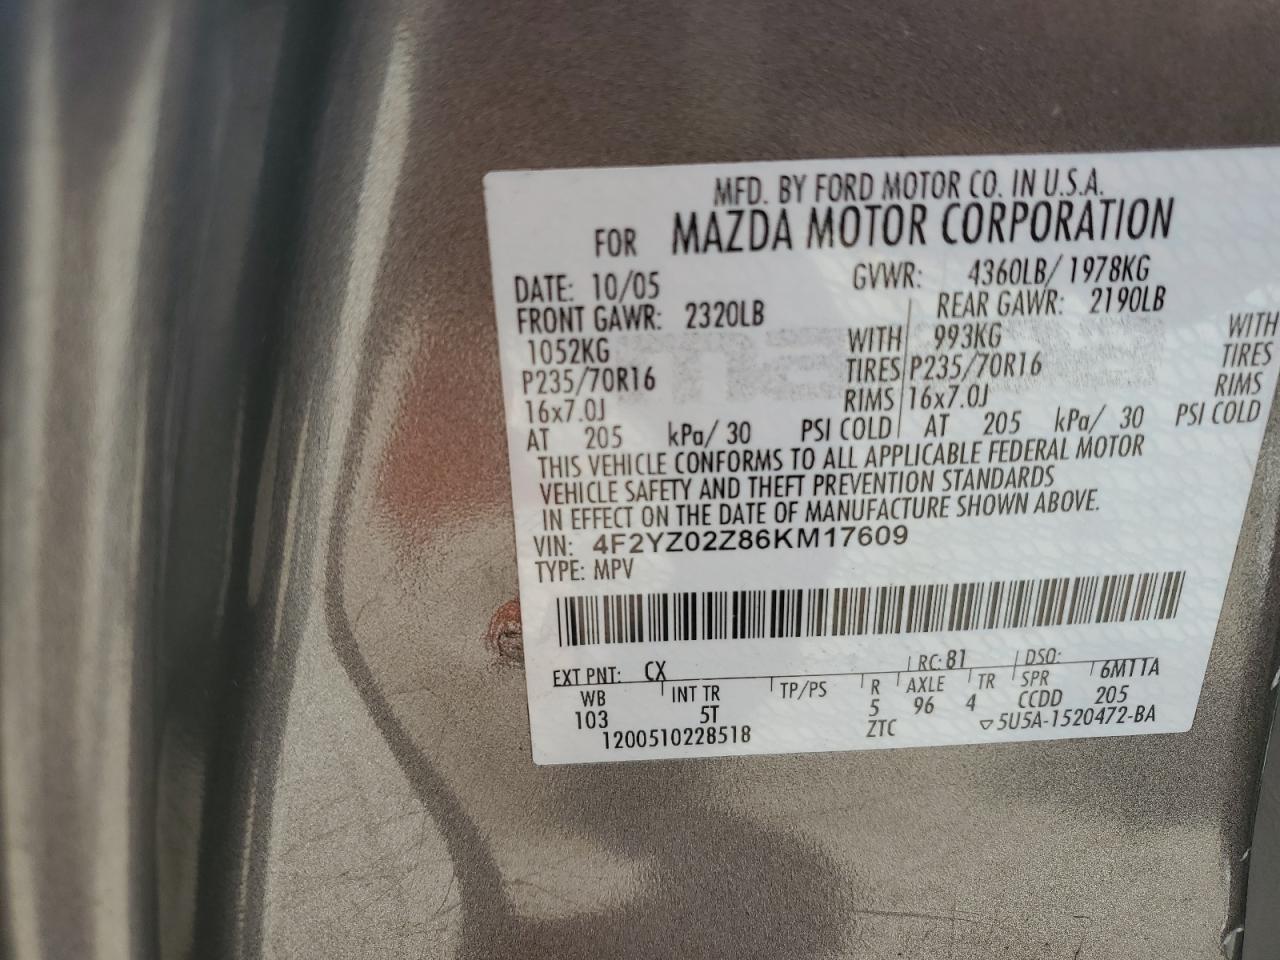 MFD. BY FORD MOTOR CO. IN U.S.A.
FOR MAZDA MOTOR CORPORATION
DATE: 10/05 GVWR: 4360LB/ 1978KG
FRONT GAWR: 2320LB REAR GAWR: 2190LB
1052KG WITH 993KG WITH
P235/70R16 TIRES P235/70R16 TIRES
16x7.0J RIMS 16x7.0J RIMS
AT 205 kPa/ 30 PSI COLD AT 205 kPa/ 30 PSI COLD
THIS VEHICLE CONFORMS TO ALL APPLICABLE FEDERAL MOTOR
VEHICLE SAFETY AND THEFT PREVENTION STANDARDS
IN EFFECT ON THE DATE OF MANUFACTURE SHOWN ABOVE.
VIN: 4F2YZ02Z86KM17609
TYPE: MPV
EXT PNT: CX RC: 81 DSO:
WB INT TR TP/PS R AXLE TR SPR 6M11A
103 5T 5 96 4 CCDD 205
1200510228518 ZTC ▽5U5A-1520472-BA